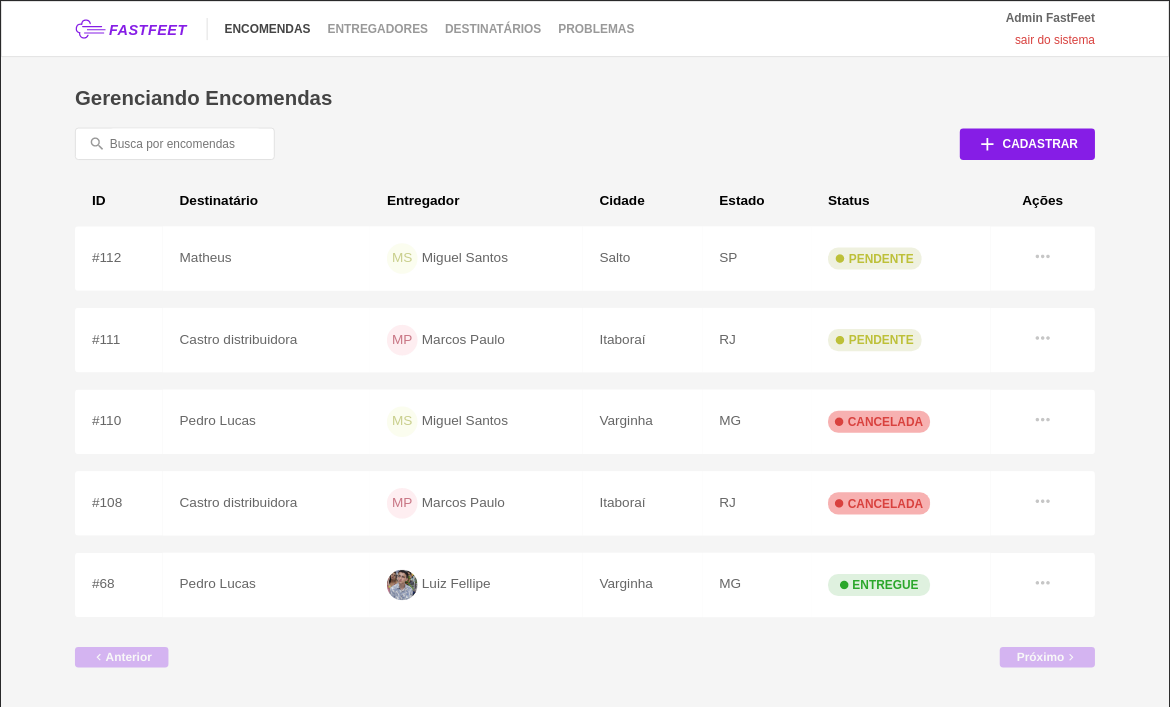 FASTFEET ENCOMENDAS ENTREGADORES DESTINATÁRIOS PROBLEMAS Admin FastFeet
sair do sistema
Gerenciando Encomendas
Busca por encomendas CADASTRAR
ID Destinatário Entregador Cidade Estado Status Ações
#112 Matheus MS Miguel Santos Salto SP PENDENTE
#111 Castro distribuidora MP Marcos Paulo Itaboraí RJ PENDENTE
#110 Pedro Lucas MS Miguel Santos Varginha MG CANCELADA
#108 Castro distribuidora MP Marcos Paulo Itaboraí RJ CANCELADA
#68 Pedro Lucas Luiz Fellipe Varginha MG ENTREGUE
Anterior Próximo